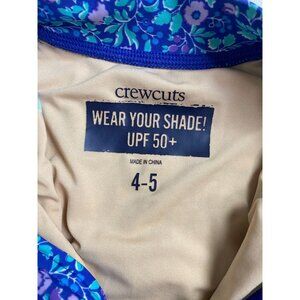 crewcuts
WEAR YOUR SHADE!
UPF 50+
MADE IN CHINA
4-5